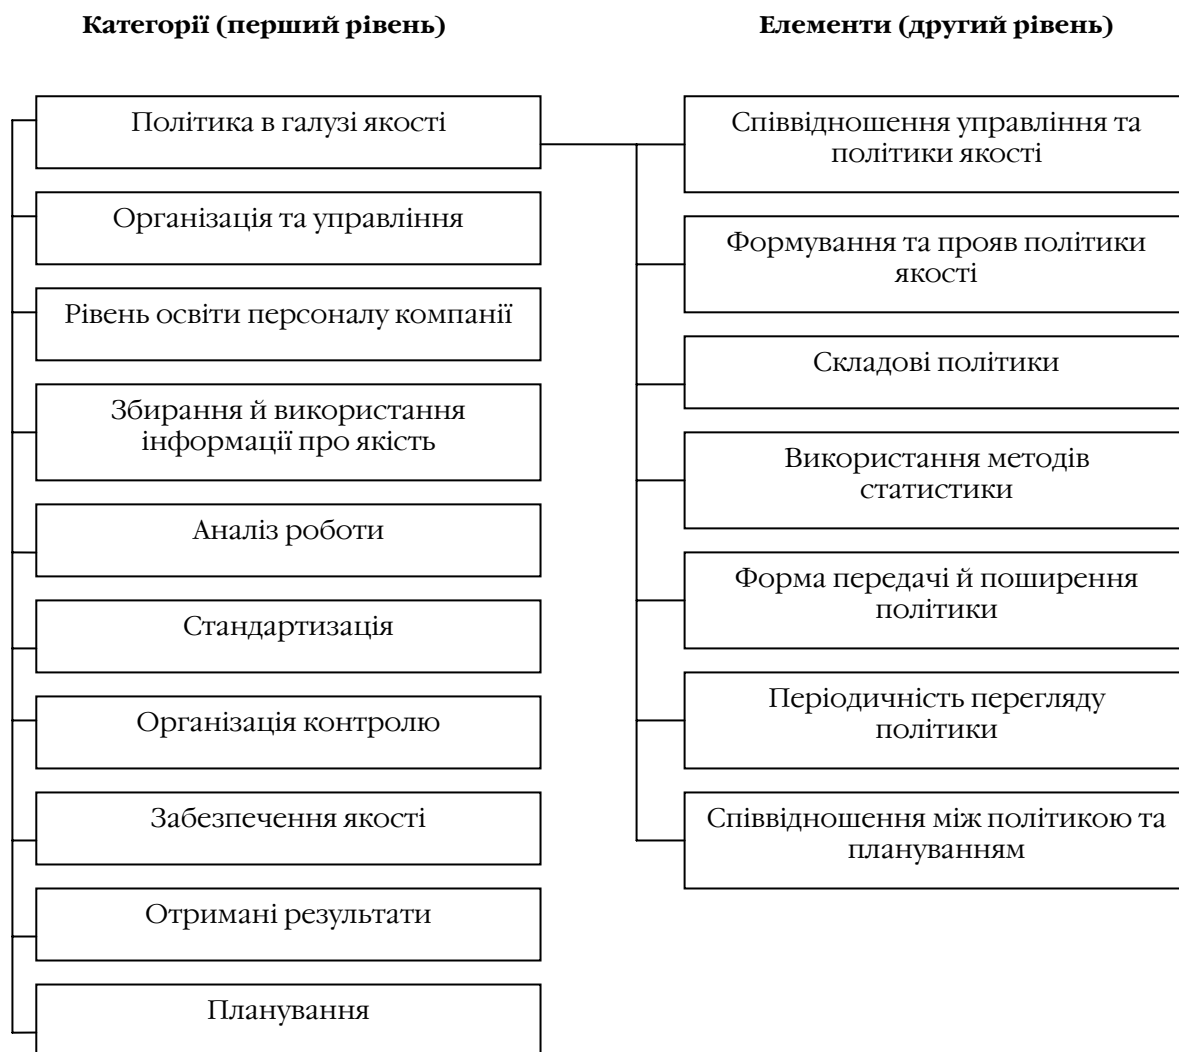 Категорії (перший рівень)
Політика в галузі якості
Організація та управління
Рівень освіти персоналу компанії
Збирання й використання
інформації про якість
Аналіз роботи
Стандартизація
Організація контролю
Забезпечення якості
Отримані результати
Планування
Елементи (другий рівень)
Співвідношення управління та
політики якості
Формування та прояв політики
якості
Складові політики
Використання методів
статистики
Форма передачі й поширення
політики
Періодичність перегляду
політики
Співвідношення між політикою та
плануванням